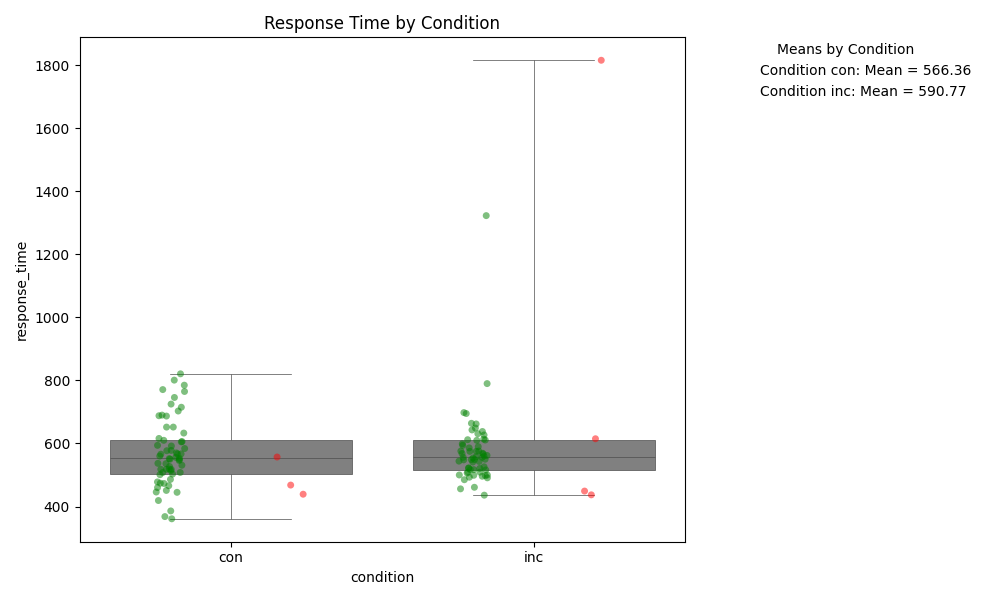 Response Time by Condition
Means by Condition
Condition con: Mean = 566.36
Condition inc: Mean = 590.77
1800
1600
1400
1200
1000
800
600
400
response_time
con
inc
condition